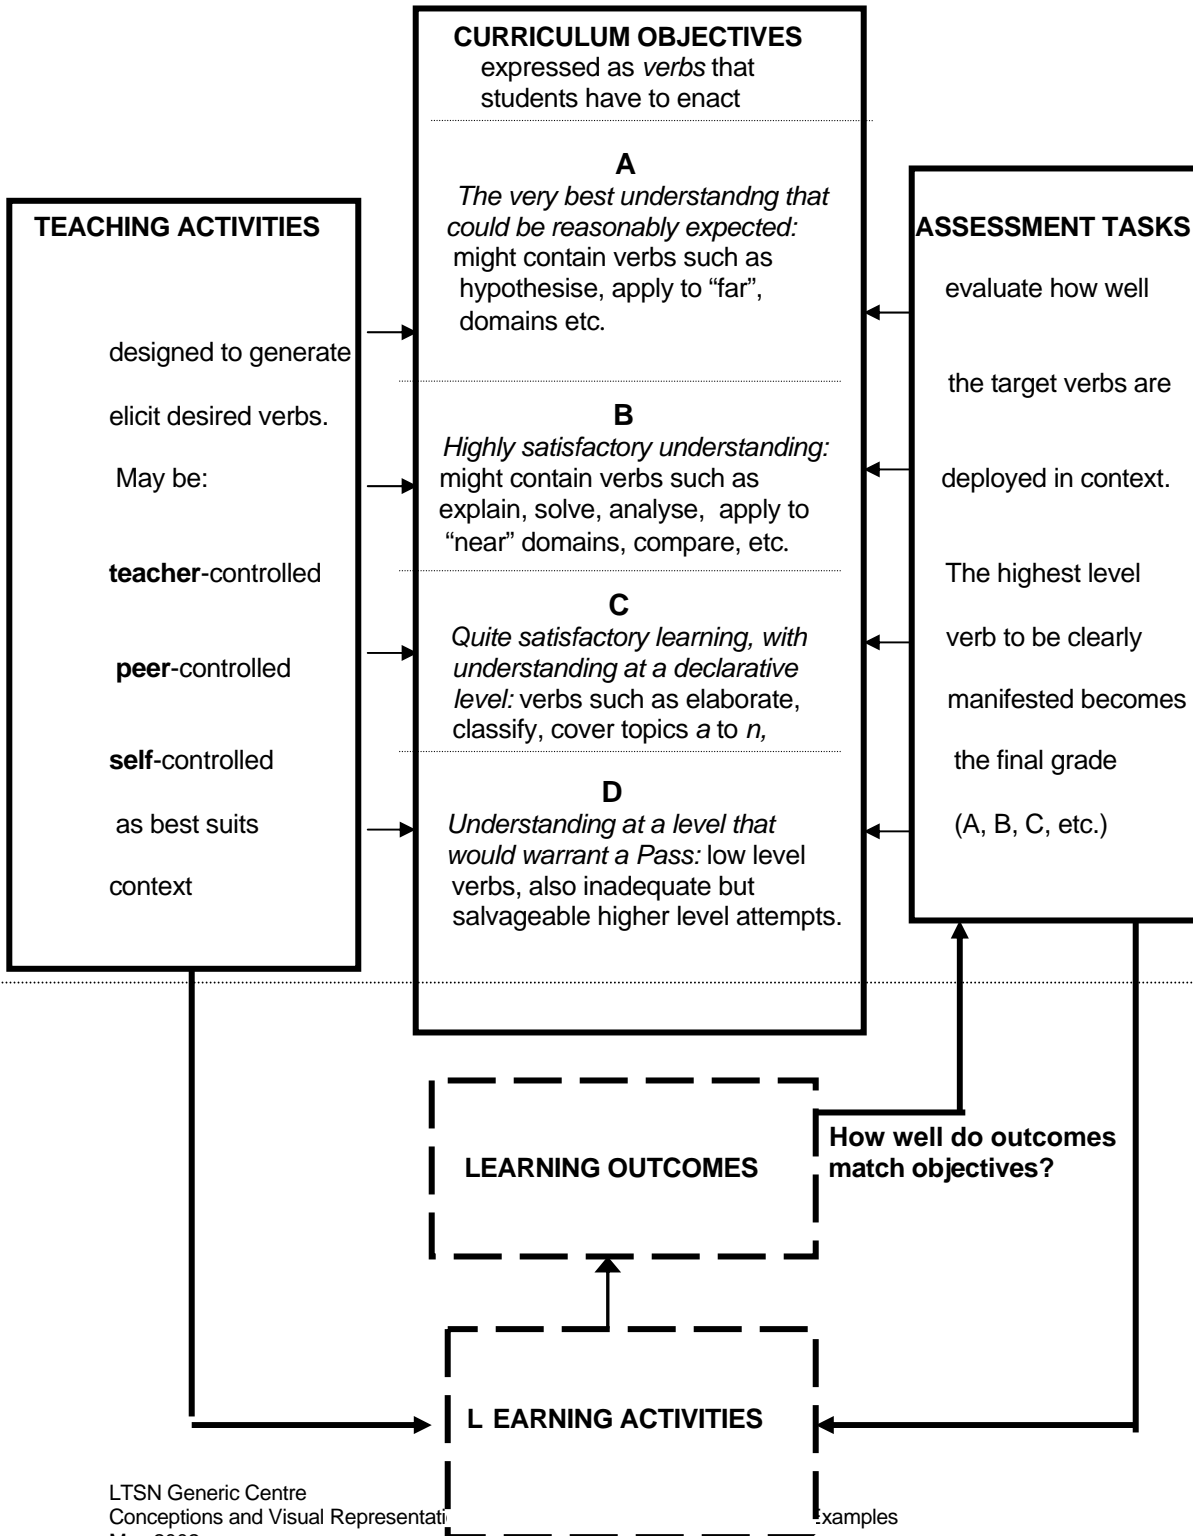 CURRICULUM OBJECTIVES
expressed as verbs that
students have to enact
A
The very best understandng that
could be reasonably expected:
might contain verbs such as
hypothesise, apply to “far”,
domains etc.
B
Highly satisfactory understanding:
might contain verbs such as
explain, solve, analyse, apply to
“near” domains, compare, etc.
C
Quite satisfactory learning, with
understanding at a declarative
level: verbs such as elaborate,
classify, cover topics a to n,
D
Understanding at a level that
would warrant a Pass: low level
verbs, also inadequate but
salvageable higher level attempts.
TEACHING ACTIVITIES
designed to generate
elicit desired verbs.
May be:
teacher-controlled
peer-controlled
self-controlled
as best suits
context
ASSESSMENT TASKS
evaluate how well
the target verbs are
deployed in context.
The highest level
verb to be clearly
manifested becomes
the final grade
(A, B, C, etc.)
LEARNING OUTCOMES
How well do outcomes
match objectives?
L EARNING ACTIVITIES
LTSN Generic Centre
Conceptions and Visual